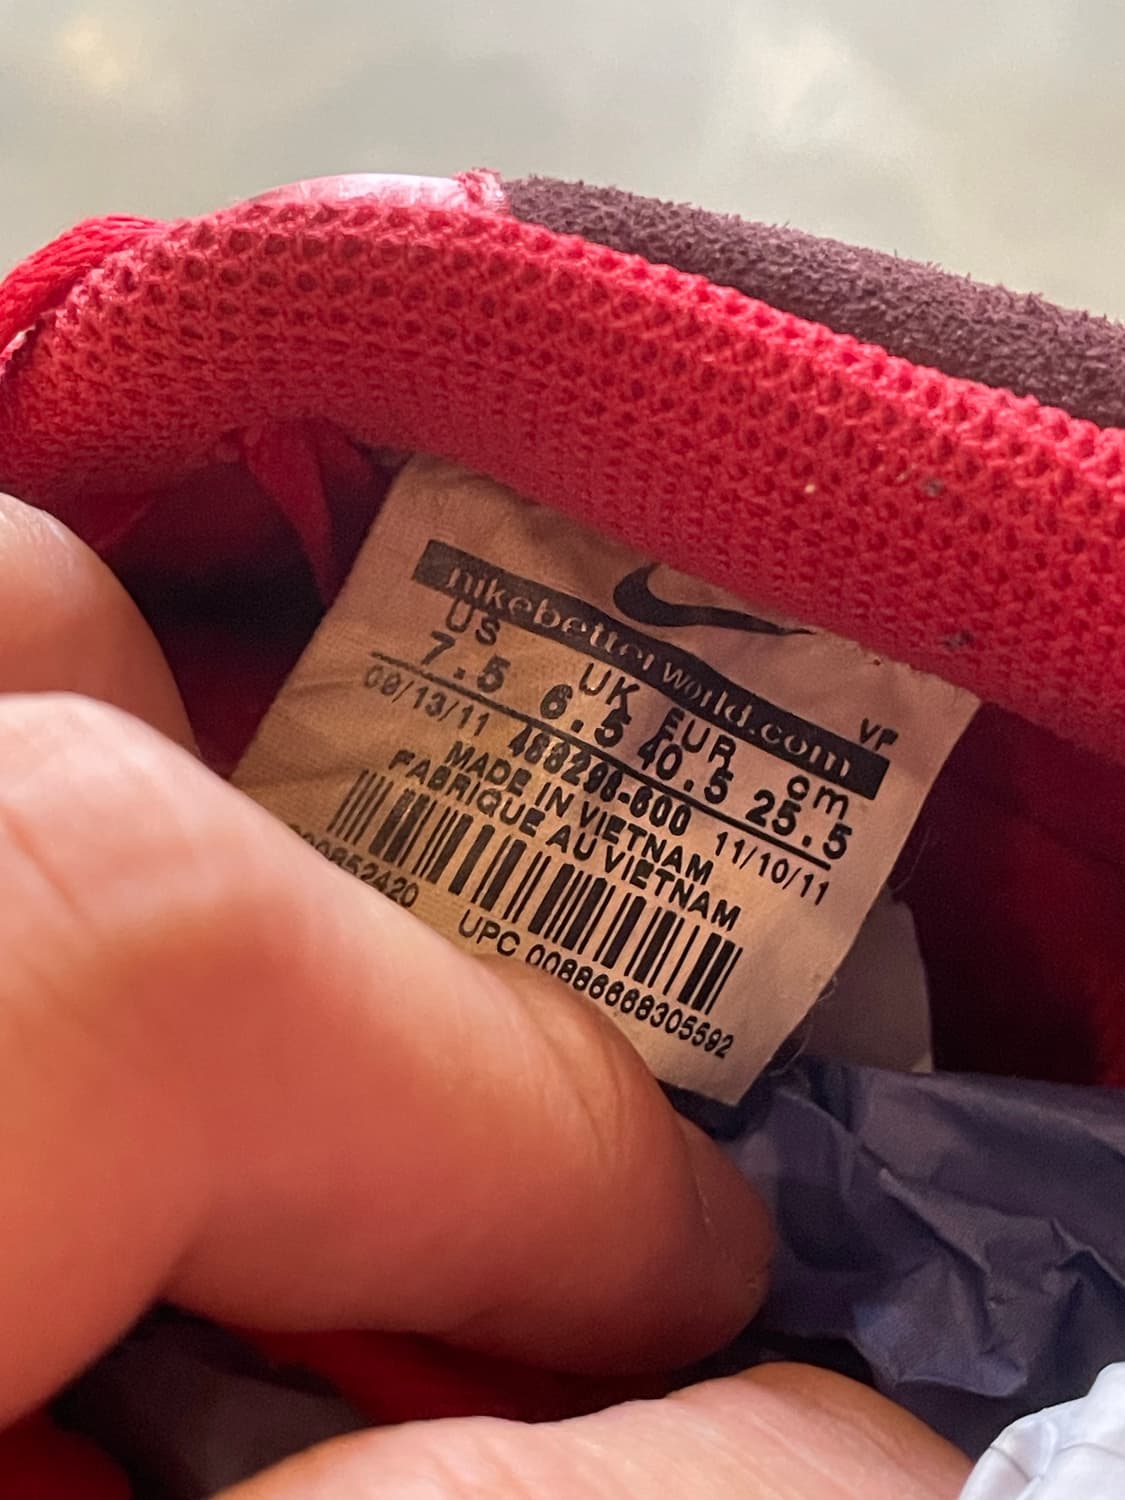 nikebetterworld.com
VP
US UK EUR cm
7.5 6.5 40.5 25.5
09/13/11 488298-600 11/10/11
MADE IN VIETNAM
FABRIQUE AU VIETNAM
UPC 00886668305592